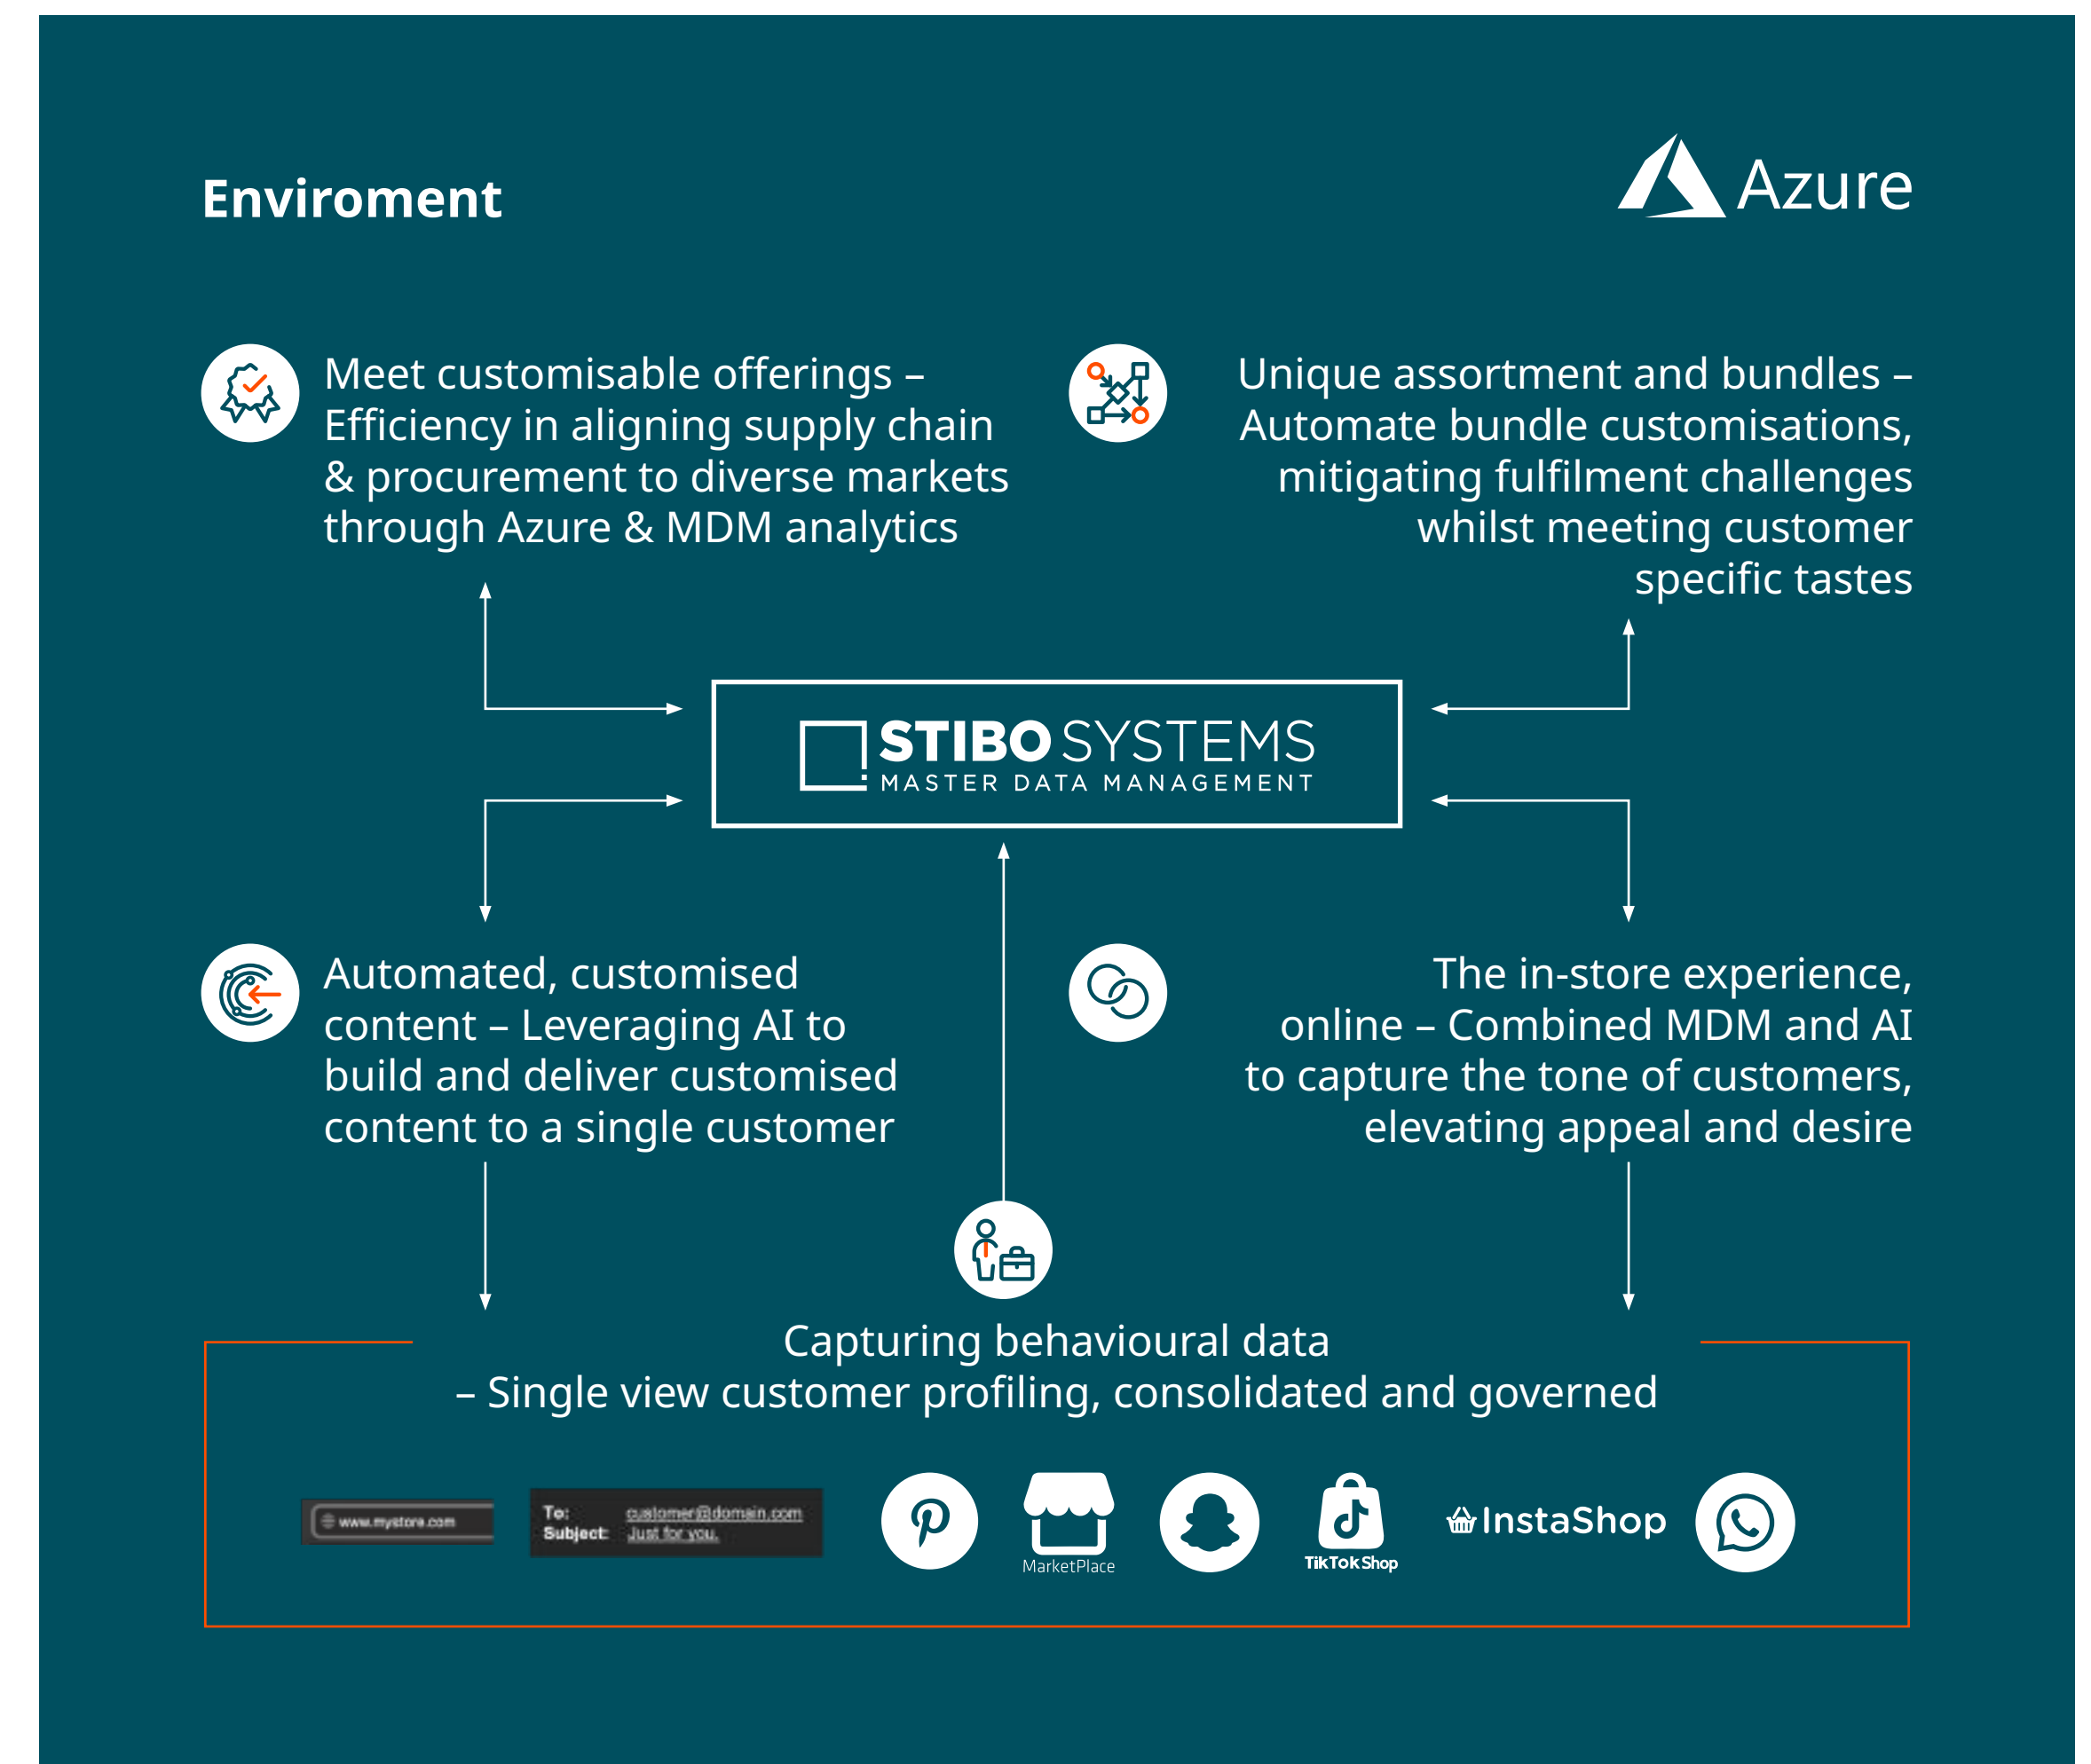 Enviroment
Azure
Meet customisable offerings –
Efficiency in aligning supply chain
& procurement to diverse markets
through Azure & MDM analytics
Unique assortment and bundles –
Automate bundle customisations,
mitigating fulfilment challenges
whilst meeting customer
specific tastes
STIBO SYSTEMS
MASTER DATA MANAGEMENT
Automated, customised
content – Leveraging AI to
build and deliver customised
content to a single customer
The in-store experience,
online – Combined MDM and AI
to capture the tone of customers,
elevating appeal and desire
Capturing behavioural data
– Single view customer profiling, consolidated and governed
www.mystore.com
To: customer@domain.com
Subject: Just for you.
MarketPlace
TikTok Shop
InstaShop